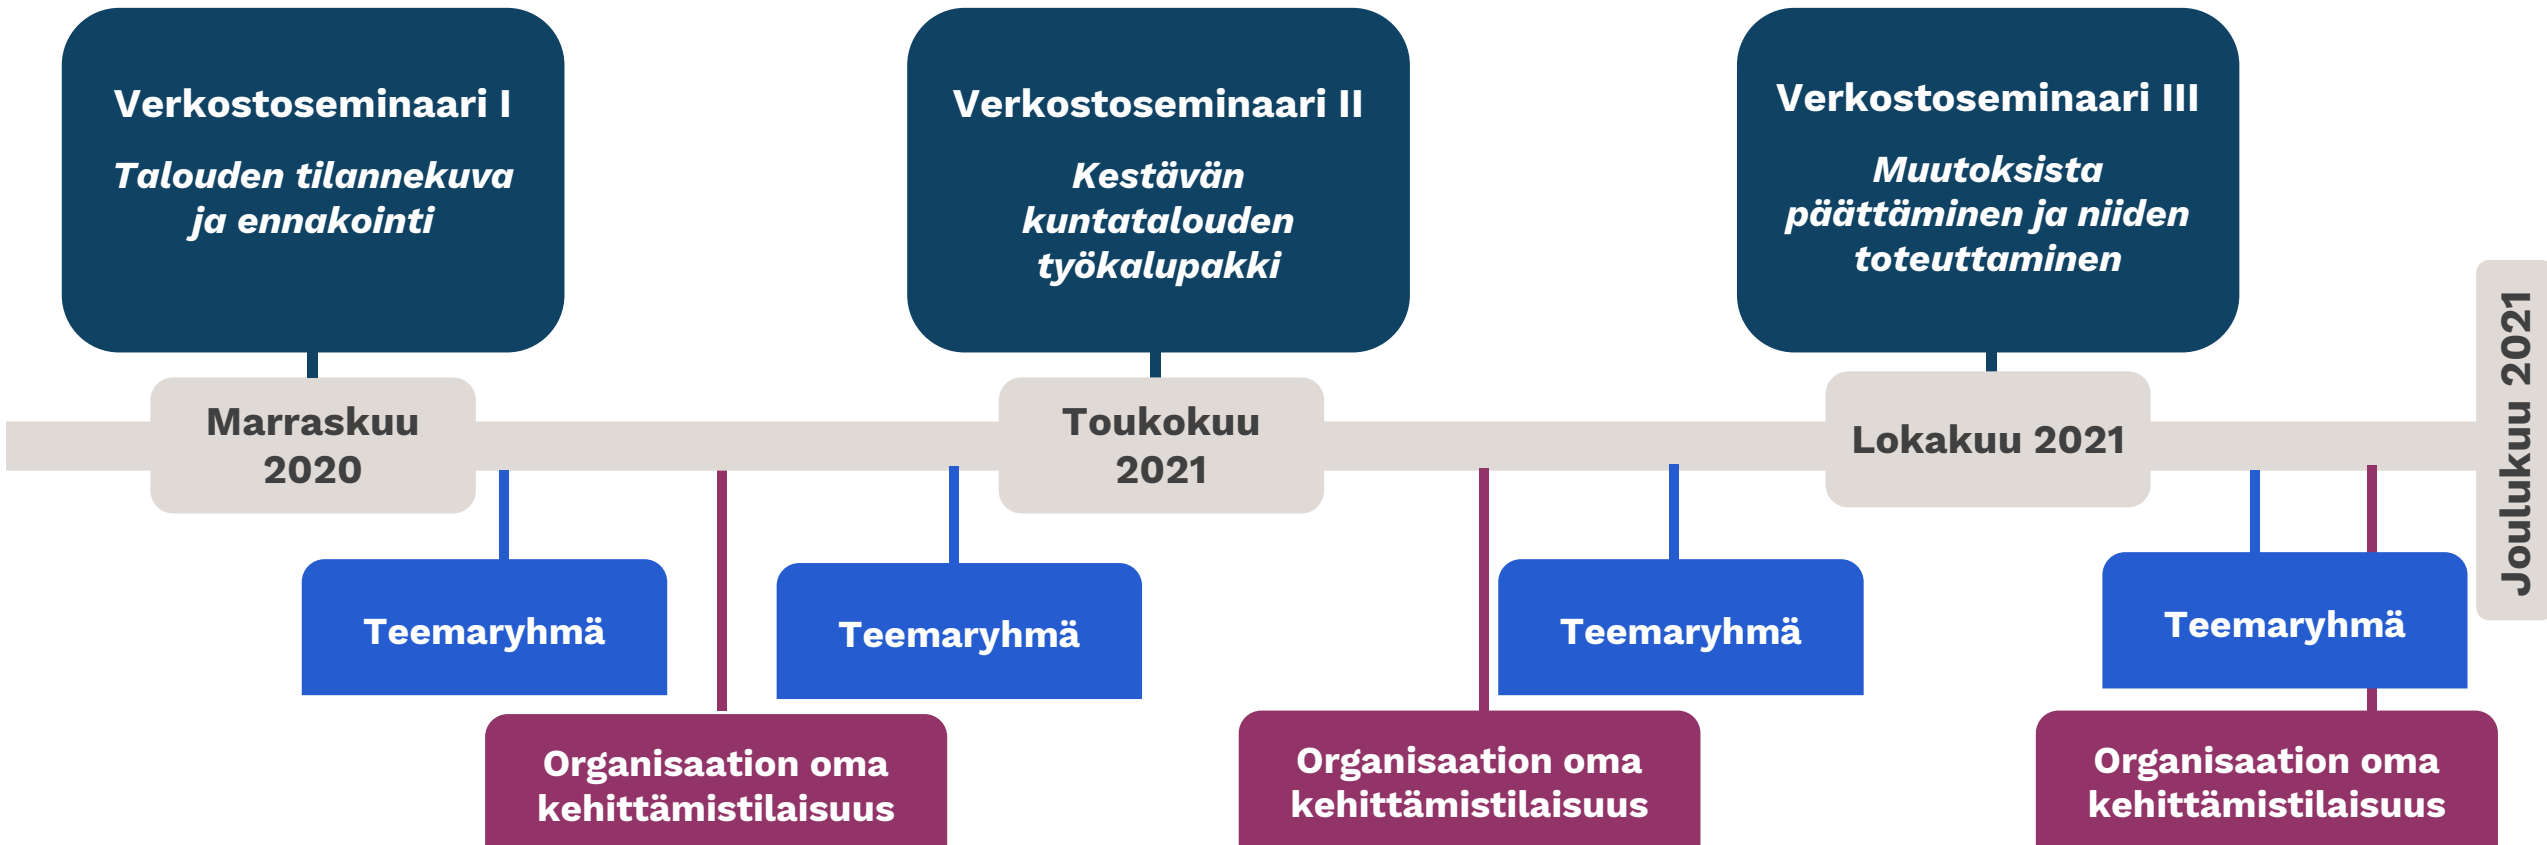 Verkostoseminaari I
Talouden tilannekuva
ja ennakointi
Verkostoseminaari II
Kestävän
kuntatalouden
työkalupakki
Verkostoseminaari III
Muutoksista
päättäminen ja niiden
toteuttaminen
Marraskuu
2020
Toukokuu
2021
Lokakuu 2021
Joulukuu 2021
Teemaryhmä
Teemaryhmä
Teemaryhmä
Teemaryhmä
Organisaation oma
kehittämistilaisuus
Organisaation oma
kehittämistilaisuus
Organisaation oma
kehittämistilaisuus